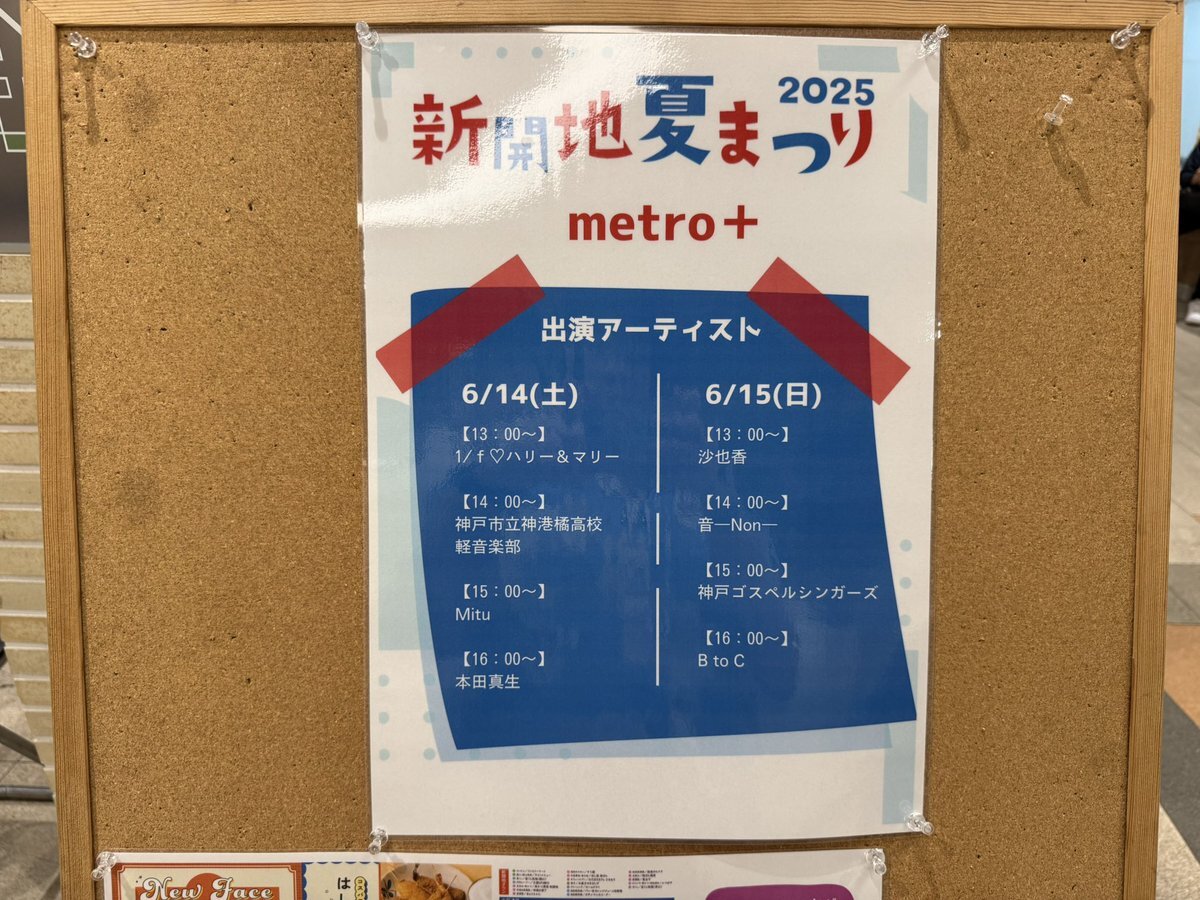 新開地夏まつり 2025
metro＋
出演アーティスト
6/14(土)
【13：00～】
1/ｆ♡ハリー＆マリー
【14：00～】
神戸市立神港橘高校
軽音楽部
【15：00～】
Mitu
【16：00～】
本田真生
6/15(日)
【13：00～】
沙也香
【14：00～】
音―Non―
【15：00～】
神戸ゴスペルシンガーズ
【16：00～】
B to C
New Face